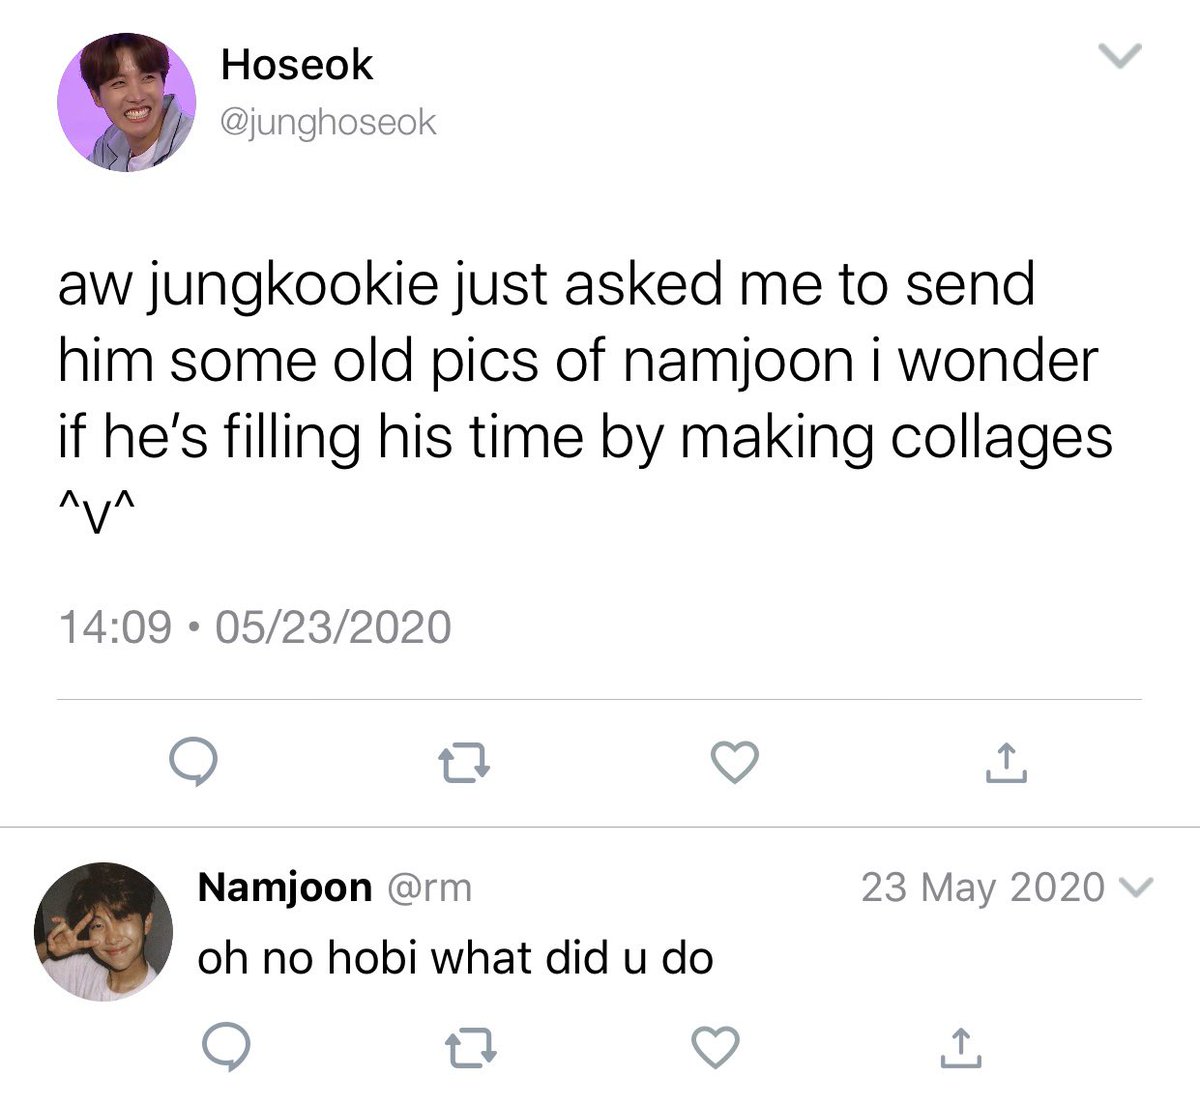 Hoseok
@junghoseok
aw jungkookie just asked me to send
him some old pics of namjoon i wonder
if he’s filling his time by making collages
^v^
14:09 • 05/23/2020
Namjoon @rm 23 May 2020
oh no hobi what did u do